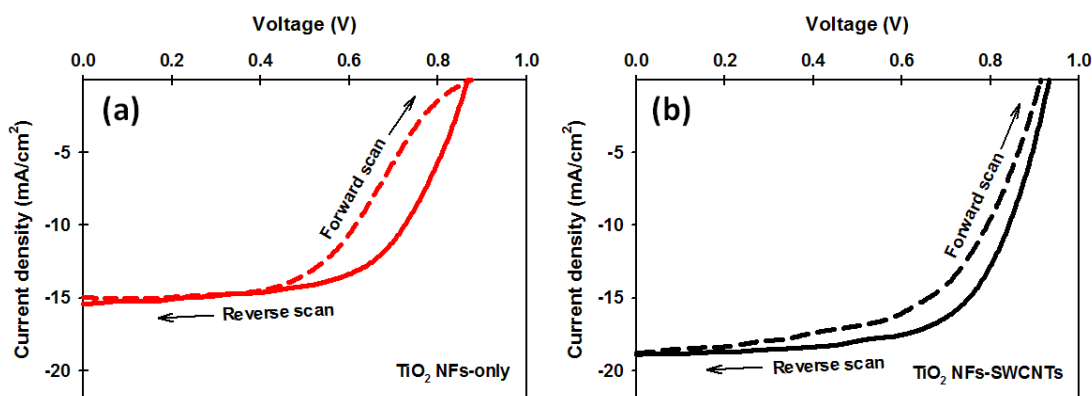 Voltage (V)
0.0 0.2 0.4 0.6 0.8 1.0
(a)
Current density (mA/cm²)
-5
-10
-15
-20
Forward scan
Reverse scan
TiO₂ NFs-only
Voltage (V)
0.0 0.2 0.4 0.6 0.8 1.0
(b)
Current density (mA/cm²)
-5
-10
-15
-20
Forward scan
Reverse scan
TiO₂ NFs-SWCNTs